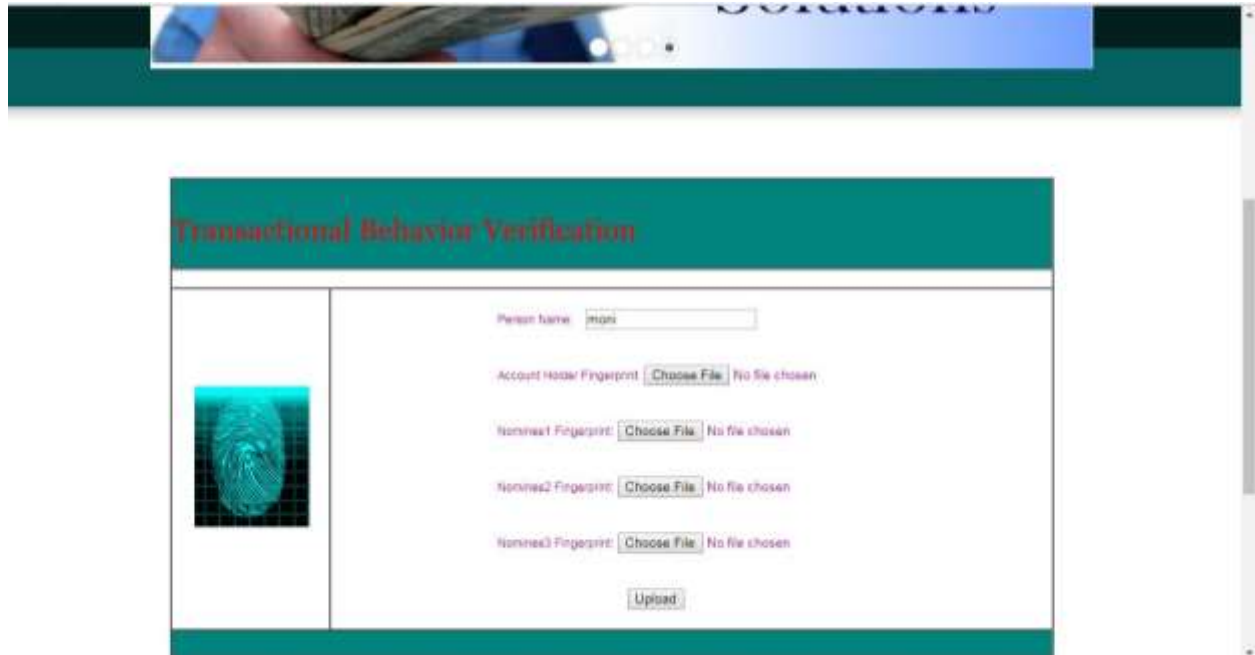 Solutions
Transactional Behavior Verification
Person Name: moni
Account Holder Fingerprint: Choose File No file chosen
Nominee1 Fingerprint: Choose File No file chosen
Nominee2 Fingerprint: Choose File No file chosen
Nominee3 Fingerprint: Choose File No file chosen
Upload